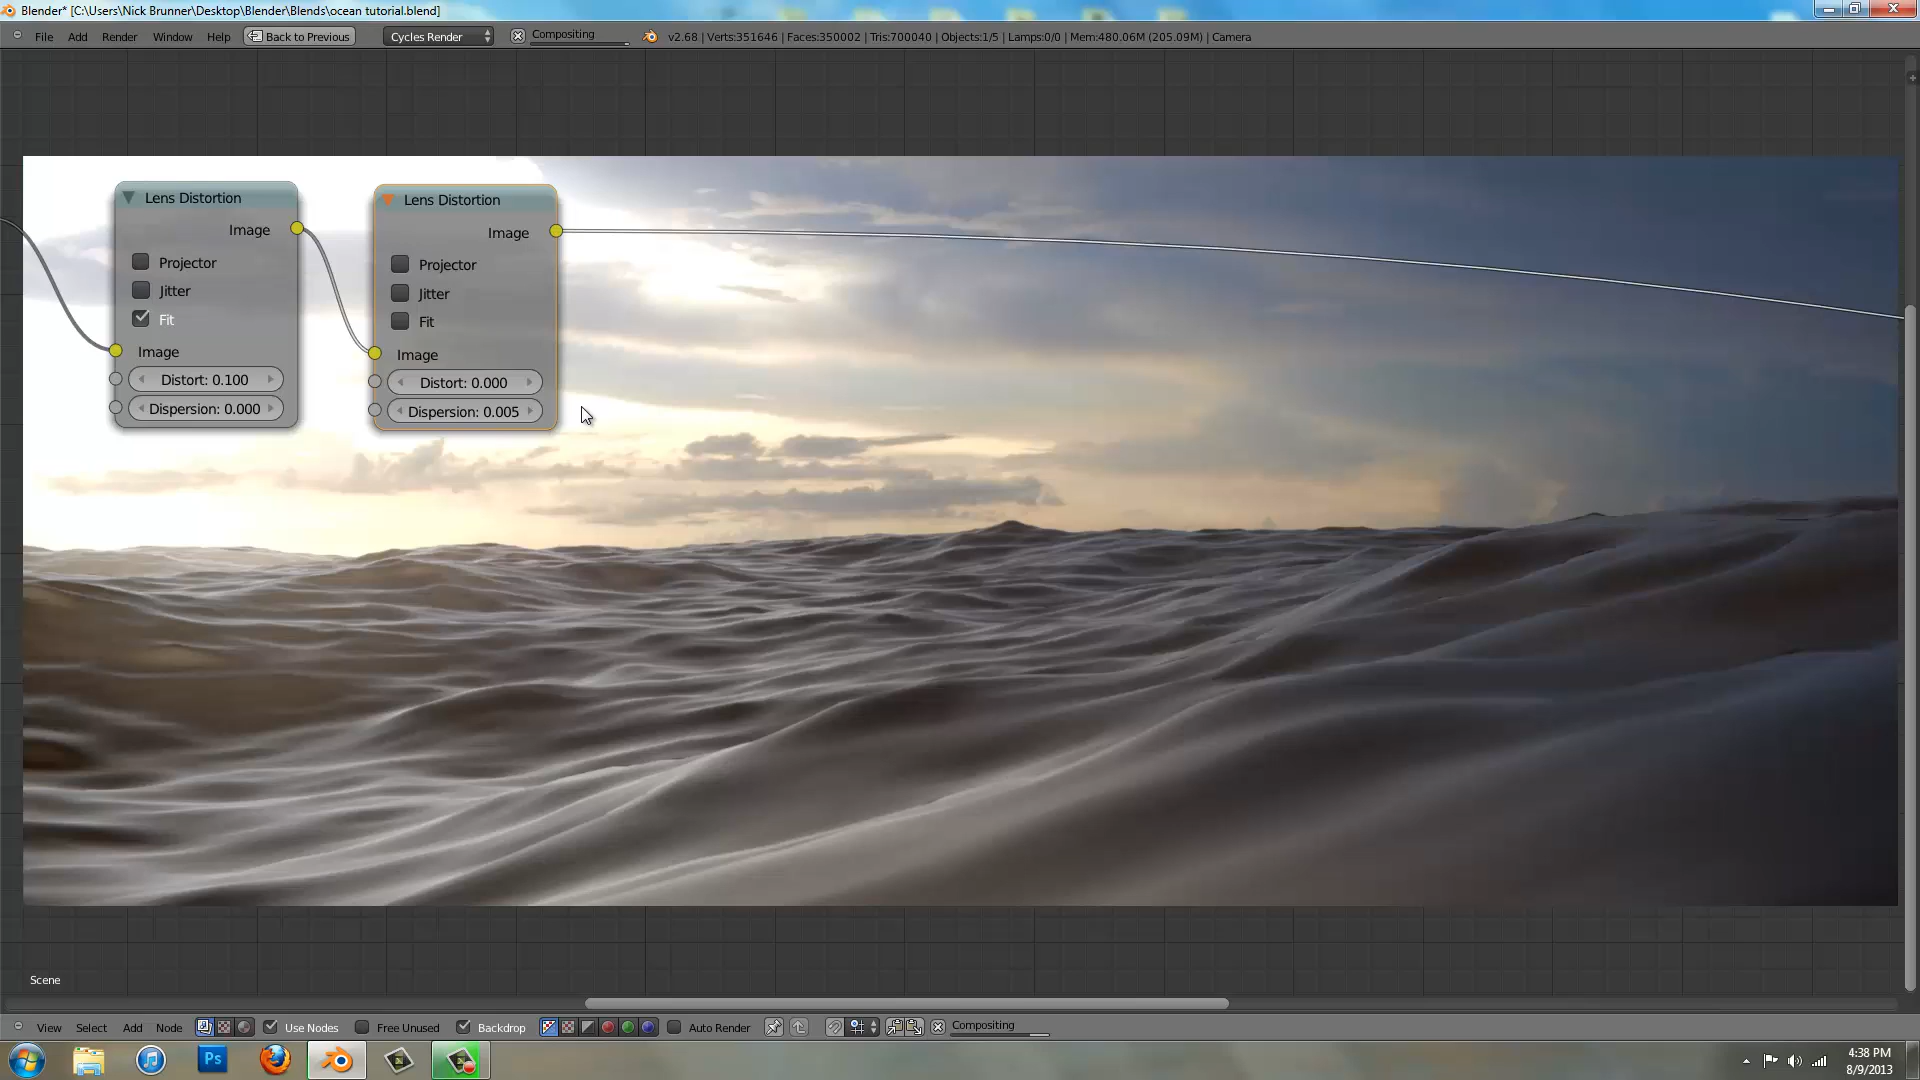 Blender* [C:\Users\Nick Brunner\Desktop\Blender\Blends\ocean tutorial.blend]
File Add Render Window Help Back to Previous Cycles Render Compositing v2.68 | Verts:351646 | Faces:350002 | Tris:700040 | Objects:1/5 | Lamps:0/0 | Mem:480.06M (205.09M) | Camera
Lens Distortion
Image
Projector
Jitter
Fit
Image
Distort: 0.100
Dispersion: 0.000
Lens Distortion
Image
Projector
Jitter
Fit
Image
Distort: 0.000
Dispersion: 0.005
Scene
View Select Add Node Use Nodes Free Unused Backdrop Auto Render Compositing
Ps
4:38 PM
8/9/2013